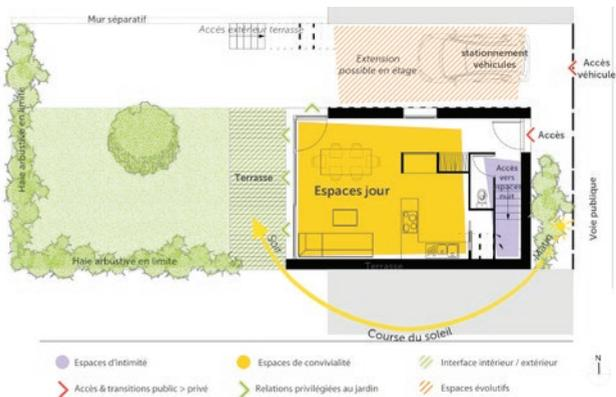 Mur séparatif
Accès extérieur terrasse
Extension
possible en étage
stationnement
véhicules
Accès
véhicule
Haie arbustive en limite
Terrasse
Espaces jour
Accès
Accès
vers
espaces
nuit
Voie publique
Soir
Matin
Haie arbustive en limite
Terrasse
Course du soleil
Espaces d'intimité
Espaces de convivialité
Interface intérieur / extérieur
Accès & transitions public > privé
Relations privilégiées au jardin
Espaces évolutifs
N